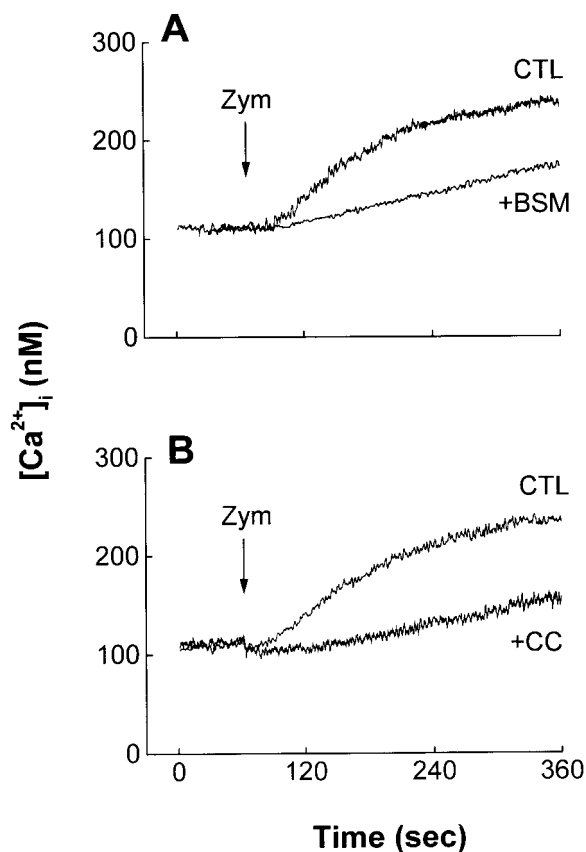 A
300
CTL
Zym
200
+BSM
100
0
[Ca²⁺]ᵢ (nM)
B
300
CTL
Zym
200
+CC
100
0
0 120 240 360
Time (sec)